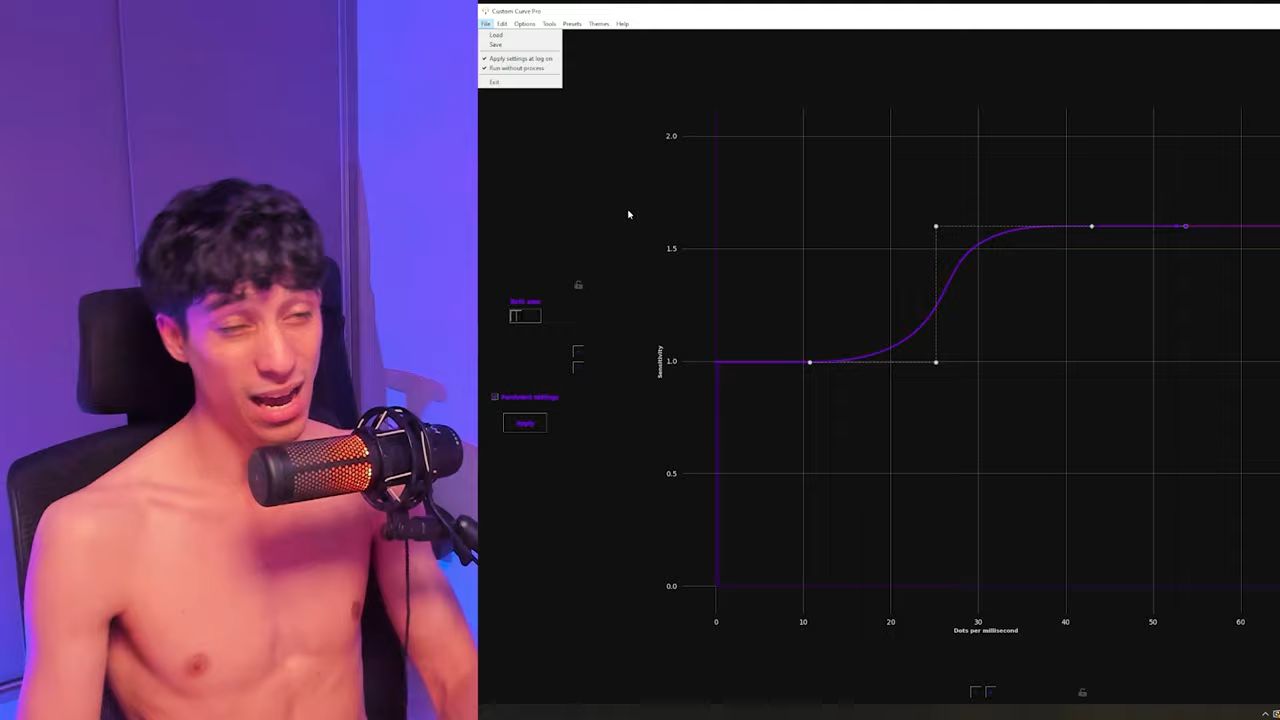 Custom Curve Pro
File Edit Options Tools Presets Themes Help
Load
Save
Apply settings at log on
Run without process
Exit
2.0
1.5
1.0
0.5
0.0
Sensitivity
Apply
0 10 20 30 40 50 60
Dots per millisecond